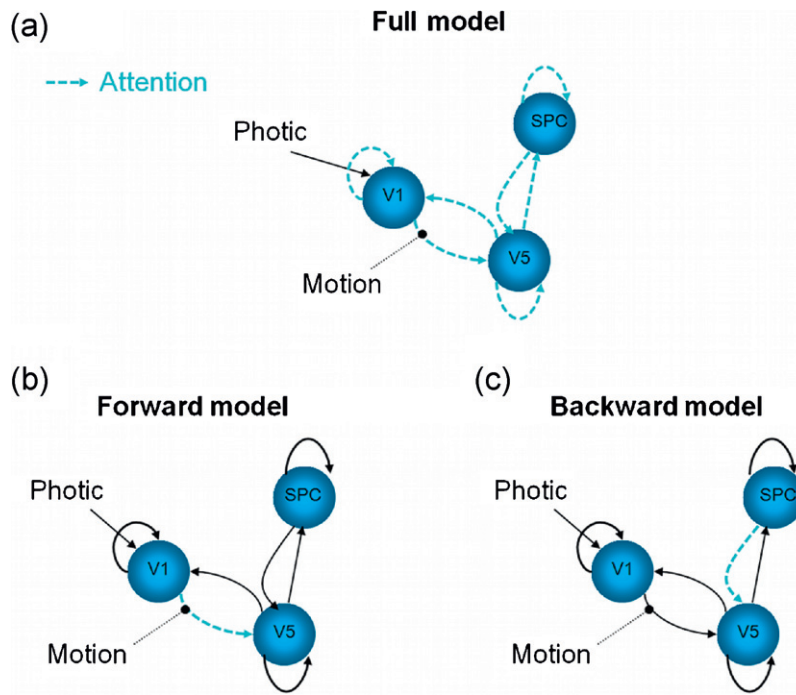 (a)
Full model
Attention
SPC
Photic
V1
V5
Motion
(b)
Forward model
SPC
Photic
V1
V5
Motion
(c)
Backward model
SPC
Photic
V1
V5
Motion